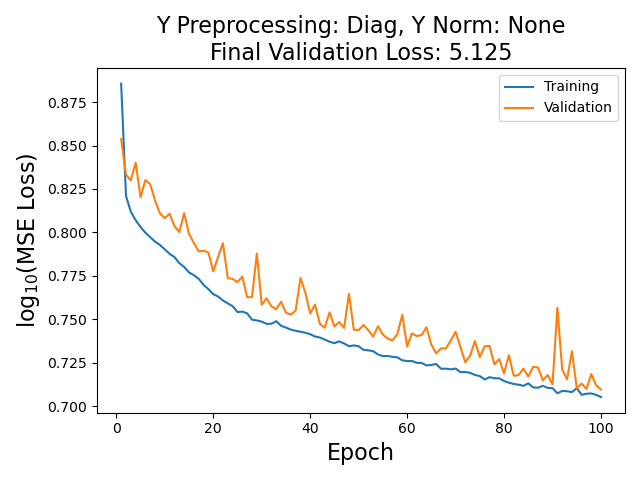 Y Preprocessing: Diag, Y Norm: None
Final Validation Loss: 5.125
Training
Validation
0.875
0.850
0.825
0.800
0.775
0.750
0.725
0.700
log₁₀(MSE Loss)
0 20 40 60 80 100
Epoch